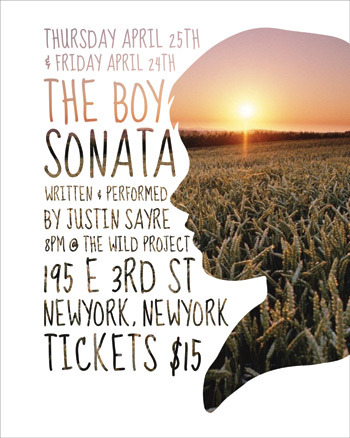 THURSDAY APRIL 25TH
& FRIDAY APRIL 24TH
THE BOY
SONATA
WRITTEN & PERFORMED
BY JUSTIN SAYRE
8PM @ THE WILD PROJECT
195 E 3RD ST
NEWYORK, NEWYORK
TICKETS $15